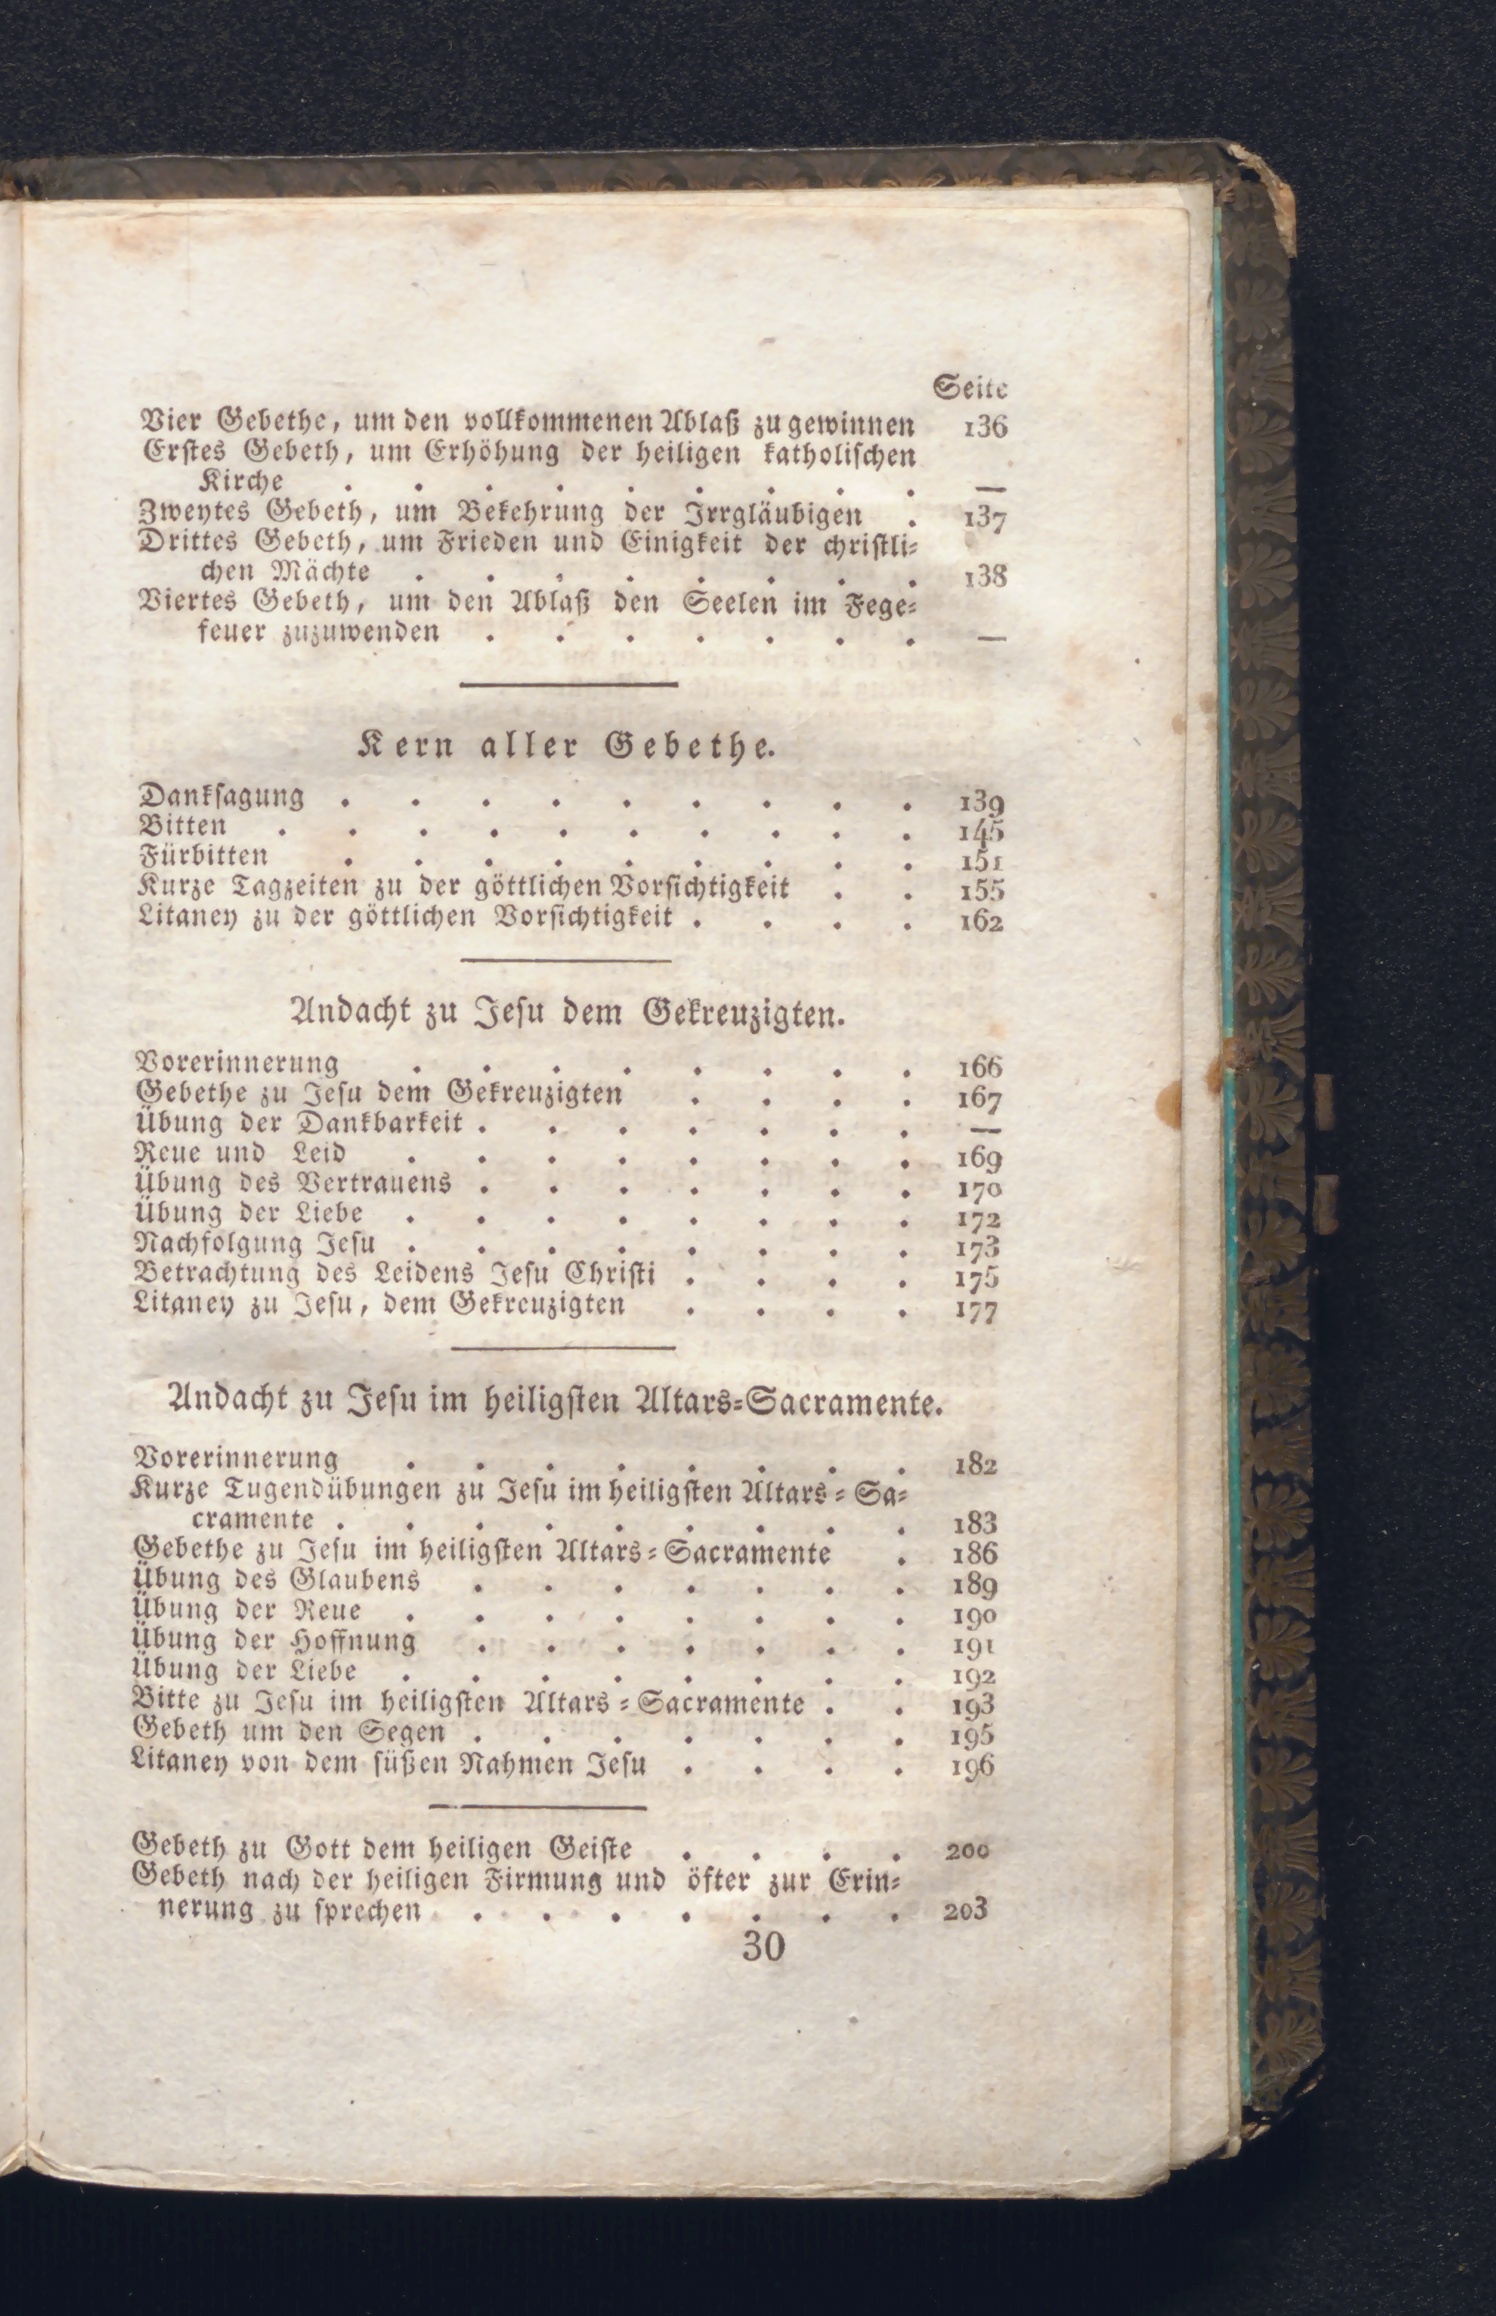 Seite
Vier Gebethe, um den vollkommenen Ablaß zu gewinnen 136
Erstes Gebeth, um Erhöhung der heiligen katholischen
Kirche . . . . . . . . . —
Zweytes Gebeth, um Bekehrung der Irrgläubigen . 137
Drittes Gebeth, um Frieden und Einigkeit der christli-
chen Mächte . . . . . . . . 138
Viertes Gebeth, um den Ablaß den Seelen im Fege-
feuer zuzuwenden . . . . . . . —
Kern aller Gebethe.
Danksagung . . . . . . . . . 139
Bitten . . . . . . . . . . 145
Fürbitten . . . . . . . . . 151
Kurze Tagzeiten zu der göttlichen Vorsichtigkeit . . 155
Litaney zu der göttlichen Vorsichtigkeit . . . . 162
Andacht zu Jesu dem Gekreuzigten.
Vorerinnerung . . . . . . . . 166
Gebethe zu Jesu dem Gekreuzigten . . . . 167
Übung der Dankbarkeit . . . . . . . —
Reue und Leid . . . . . . . . 169
Übung des Vertrauens . . . . . . . 170
Übung der Liebe . . . . . . . . 172
Nachfolgung Jesu . . . . . . . . 173
Betrachtung des Leidens Jesu Christi . . . . 175
Litaney zu Jesu, dem Gekreuzigten . . . . 177
Andacht zu Jesu im heiligsten Altars-Sacramente.
Vorerinnerung . . . . . . . . 182
Kurze Tugendübungen zu Jesu im heiligsten Altars-Sa-
cramente . . . . . . . . . 183
Gebethe zu Jesu im heiligsten Altars-Sacramente . 186
Übung des Glaubens . . . . . . . 189
Übung der Reue . . . . . . . . 190
Übung der Hoffnung . . . . . . . 191
Übung der Liebe . . . . . . . . 192
Bitte zu Jesu im heiligsten Altars-Sacramente . . 193
Gebeth um den Segen . . . . . . . 195
Litaney von dem süßen Nahmen Jesu . . . . 196
Gebeth zu Gott dem heiligen Geiste . . . . 200
Gebeth nach der heiligen Firmung und öfter zur Erin-
nerung zu sprechen . . . . . . . 203
30